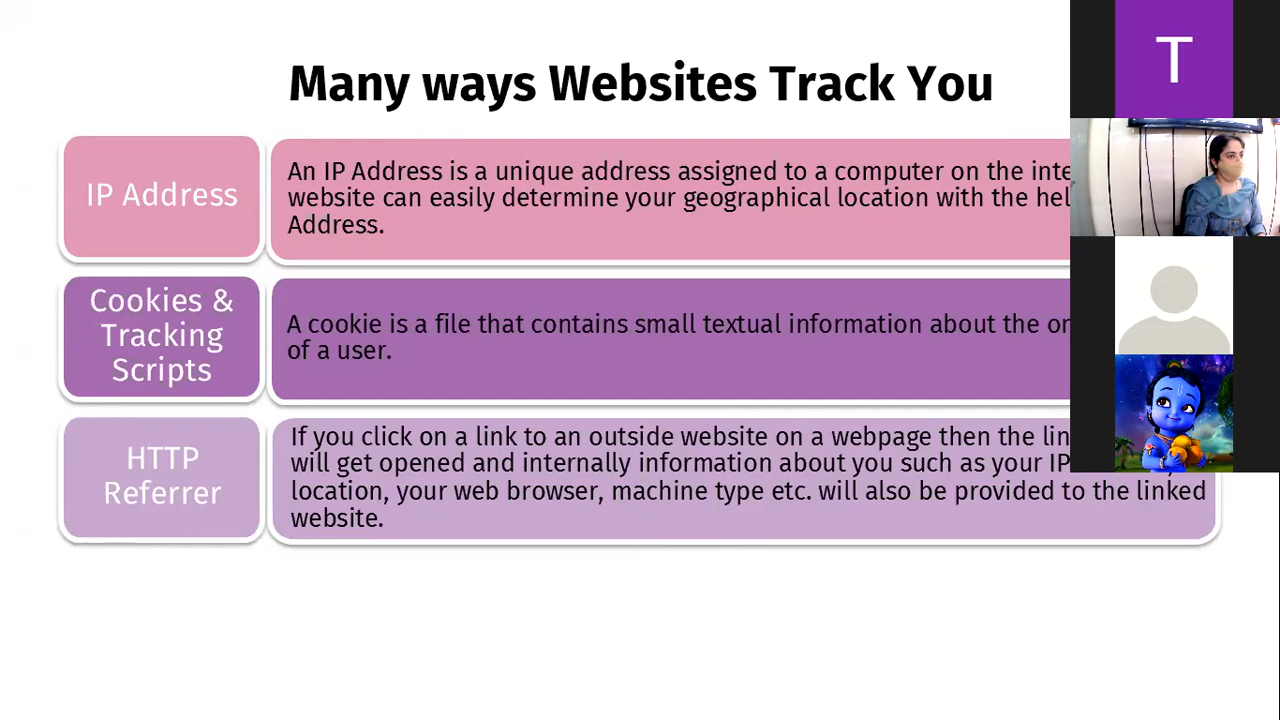 Many ways Websites Track You
T
IP Address
An IP Address is a unique address assigned to a computer on the
website can easily determine your geographical location with the
Address.
Cookies &
Tracking
Scripts
A cookie is a file that contains small textual information about the
of a user.
HTTP
Referrer
If you click on a link to an outside website on a webpage then the
will get opened and internally information about you such as your IP
location, your web browser, machine type etc. will also be provided to the linked
website.